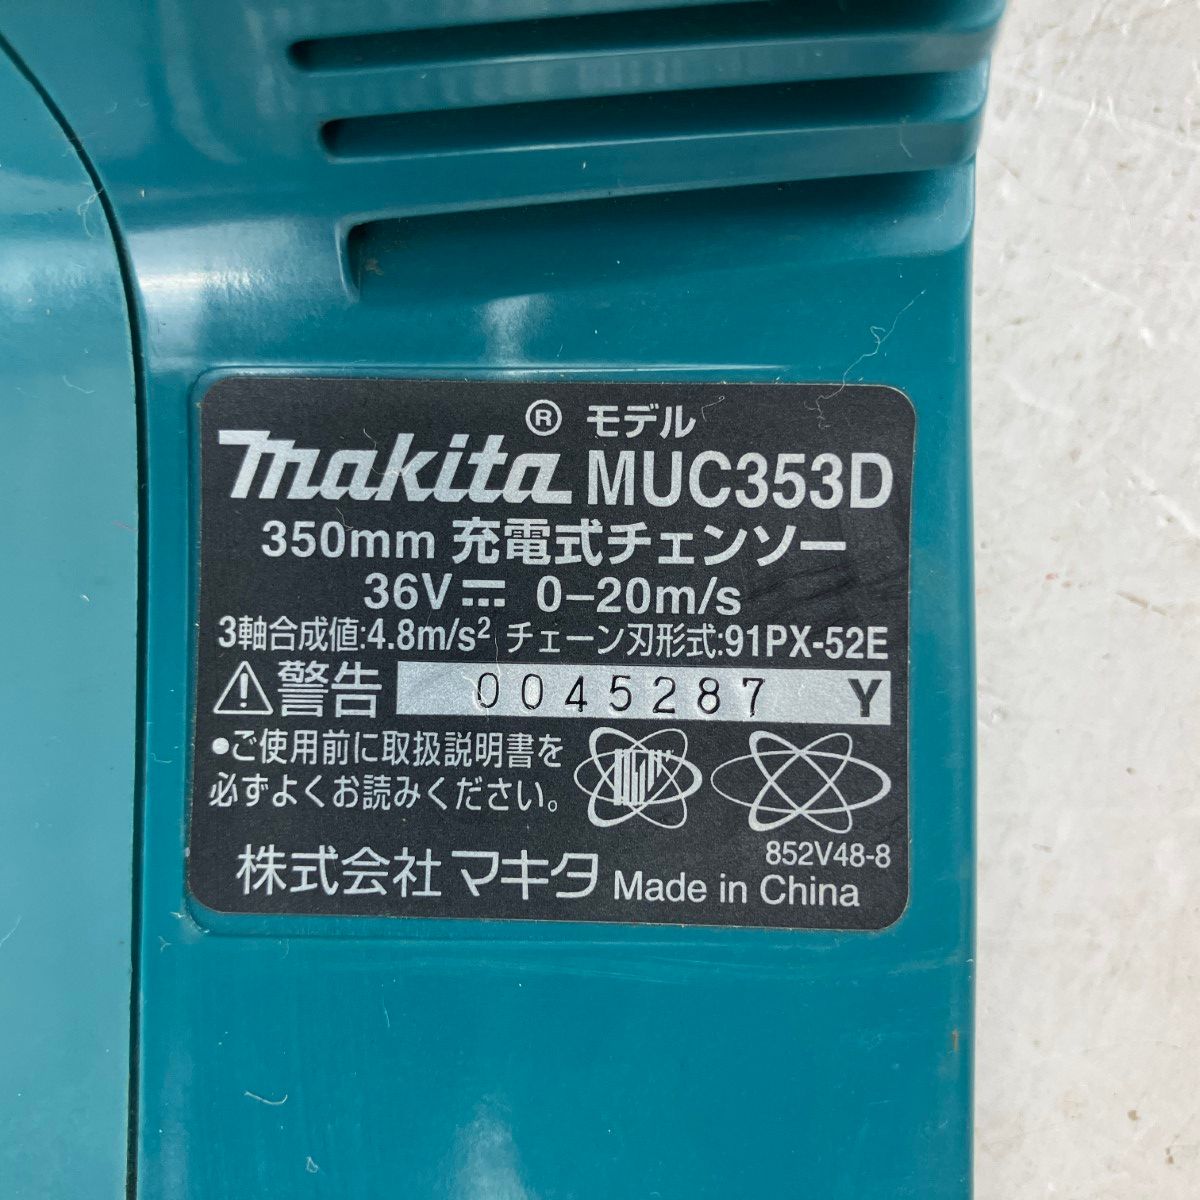 ® モデル
makita MUC353D
350mm 充電式チェンソー
36V⎓ 0–20m/s
3軸合成値:4.8m/s² チェーン刃形式:91PX-52E
⚠警告 0045287 Y
●ご使用前に取扱説明書を
必ずよくお読みください。
852V48-8
株式会社マキタ Made in China